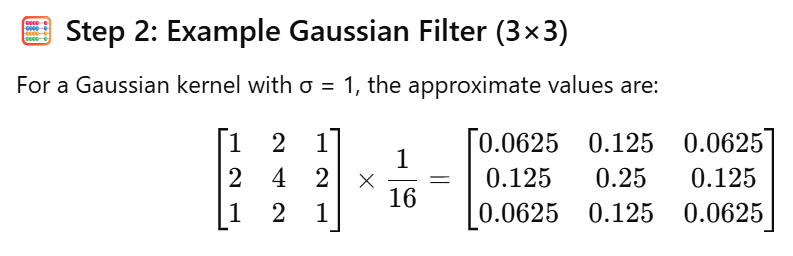 🧮 Step 2: Example Gaussian Filter (3×3)
For a Gaussian kernel with σ = 1, the approximate values are:
[1 2 1] [0.0625 0.125 0.0625]
[2 4 2] × 1/16 = [0.125 0.25 0.125]
[1 2 1] [0.0625 0.125 0.0625]